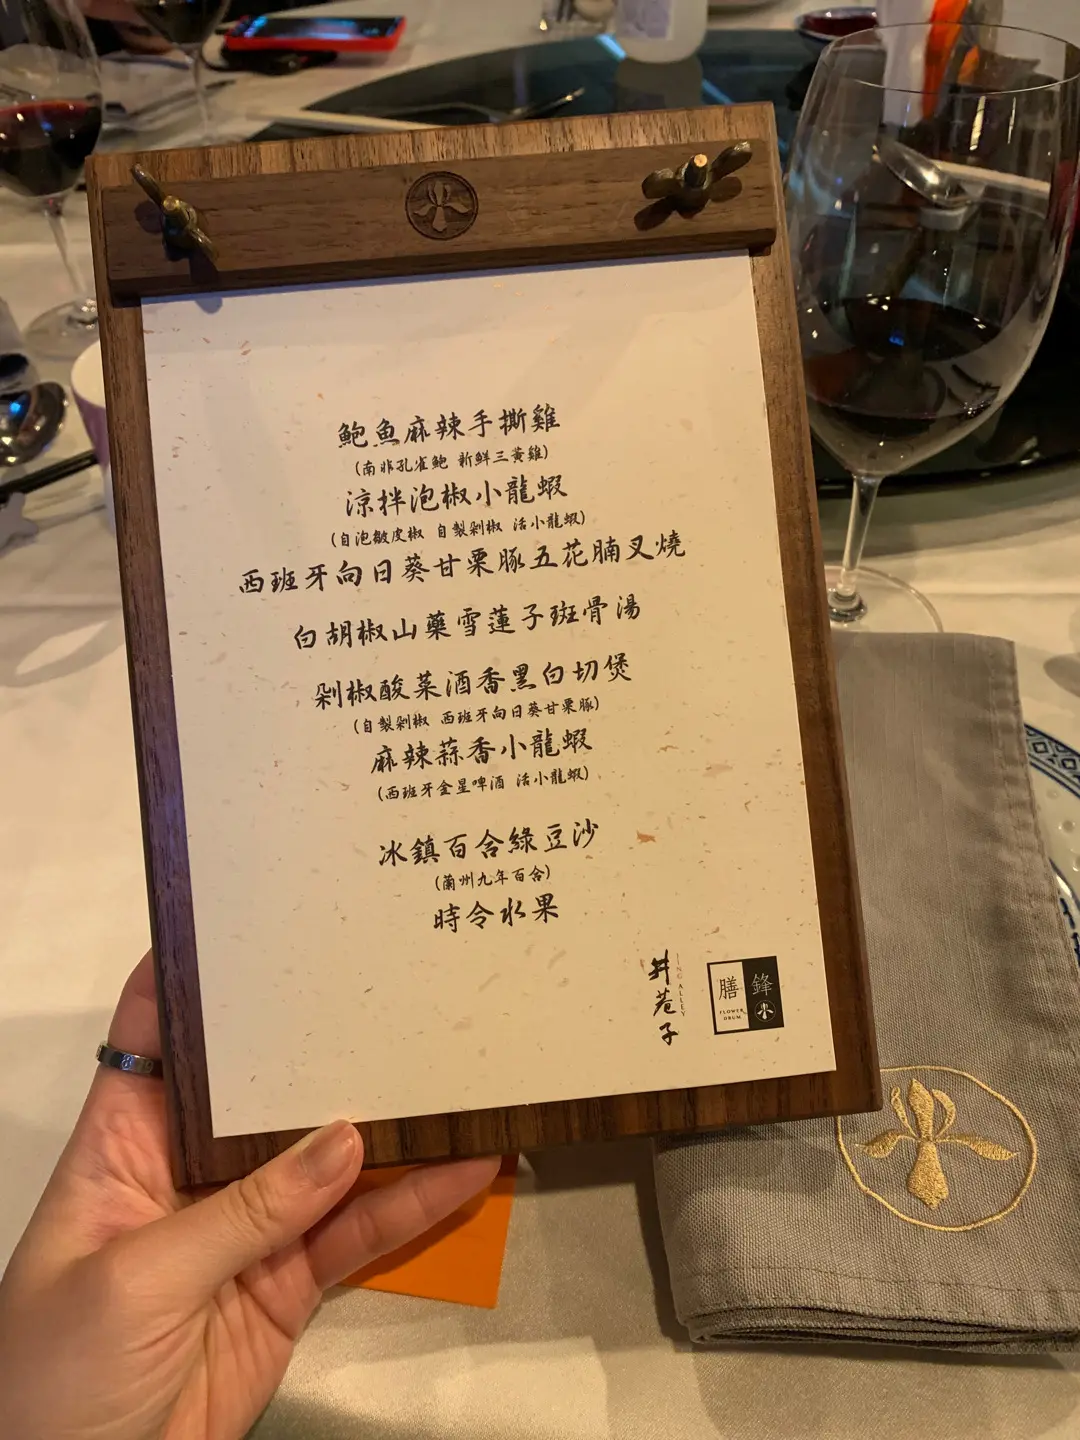 鮑魚麻辣手撕雞
(南非孔雀鮑 新鮮三黃雞)
涼拌泡椒小龍蝦
(自泡皺皮椒 自製剁椒 活小龍蝦)
西班牙向日葵甘栗豚五花腩叉燒
白胡椒山藥雪蓮子斑骨湯
剁椒酸菜酒香黑白切煲
(自製剁椒 西班牙向日葵甘栗豚)
麻辣蒜香小龍蝦
(西班牙金星啤酒 活小龍蝦)
冰鎮百合綠豆沙
(蘭州九年百合)
時令水果
井巷子
JING ALLEY
膳鋒
FLOWER
DRUM